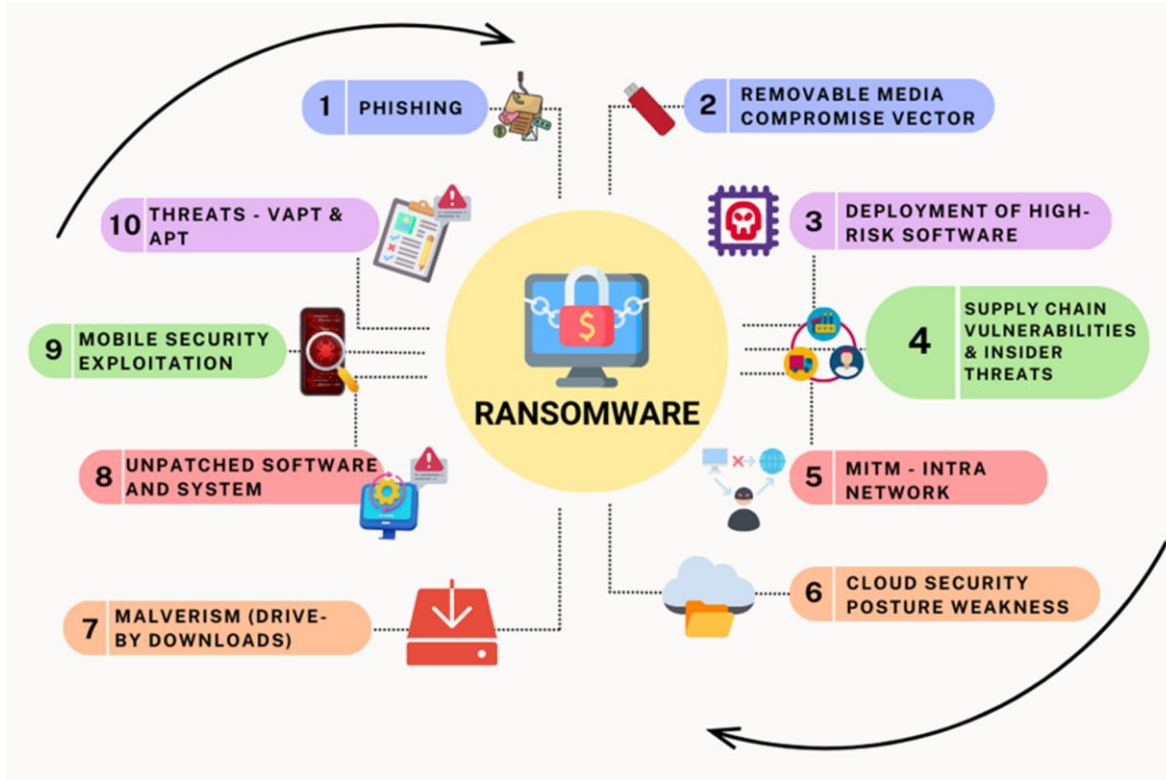 1 PHISHING
2 REMOVABLE MEDIA
COMPROMISE VECTOR
3 DEPLOYMENT OF HIGH-
RISK SOFTWARE
4 SUPPLY CHAIN
VULNERABILITIES
& INSIDER
THREATS
5 MITM - INTRA
NETWORK
6 CLOUD SECURITY
POSTURE WEAKNESS
7 MALVERISM (DRIVE-
BY DOWNLOADS)
8 UNPATCHED SOFTWARE
AND SYSTEM
9 MOBILE SECURITY
EXPLOITATION
10 THREATS - VAPT &
APT
$
RANSOMWARE